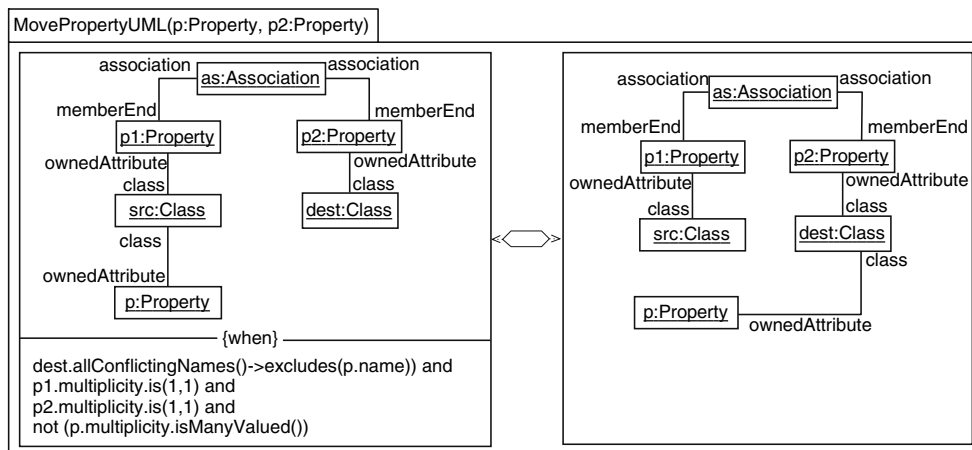 MovePropertyUML(p:Property, p2:Property)
association
association
as:Association
memberEnd
memberEnd
p1:Property
p2:Property
ownedAttribute
ownedAttribute
class
class
src:Class
dest:Class
class
ownedAttribute
p:Property
{when}
dest.allConflictingNames()->excludes(p.name)) and
p1.multiplicity.is(1,1) and
p2.multiplicity.is(1,1) and
not (p.multiplicity.isManyValued())
association
association
as:Association
memberEnd
memberEnd
p1:Property
p2:Property
ownedAttribute
ownedAttribute
class
class
src:Class
dest:Class
class
p:Property
ownedAttribute